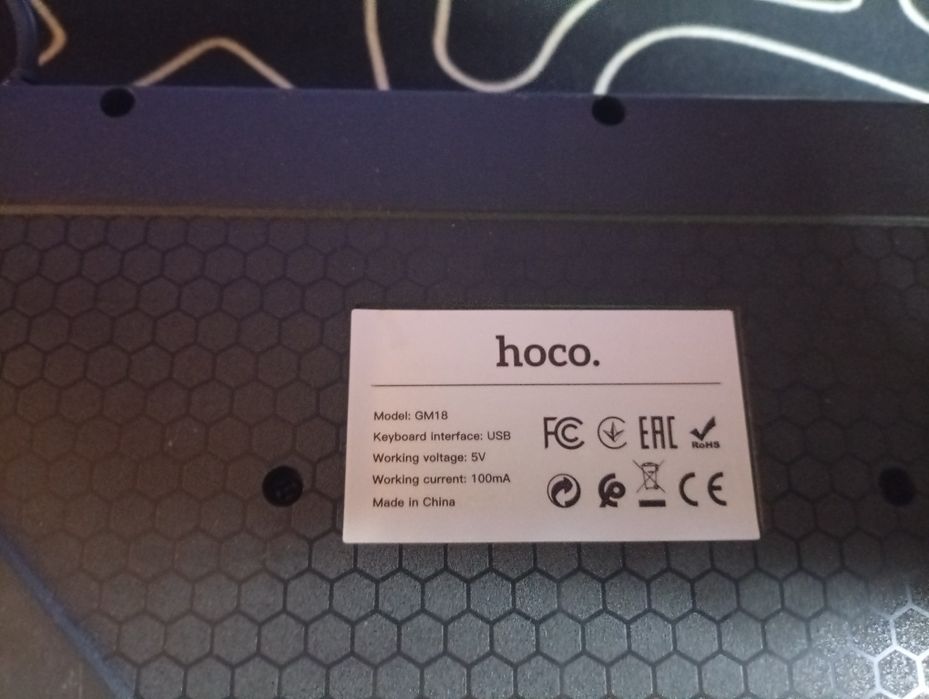 hoco.
Model: GM18
Keyboard interface: USB
Working voltage: 5V
Working current: 100mA
Made in China
FC
EAC
RoHS
CE